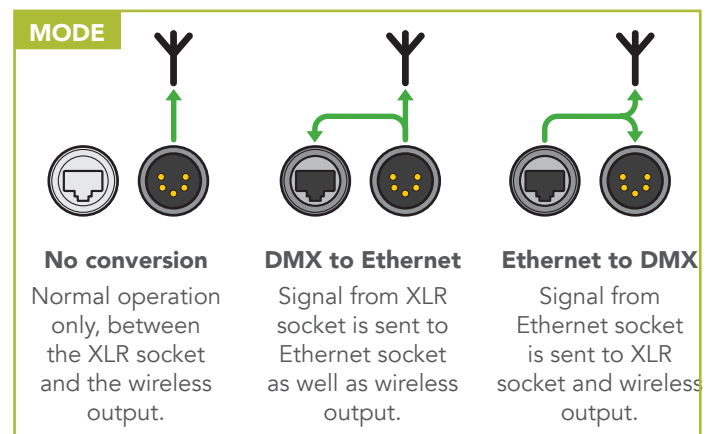 MODE
No conversion
Normal operation
only, between
the XLR socket
and the wireless
output.
DMX to Ethernet
Signal from XLR
socket is sent to
Ethernet socket
as well as wireless
output.
Ethernet to DMX
Signal from
Ethernet socket
is sent to XLR
socket and wireless
output.